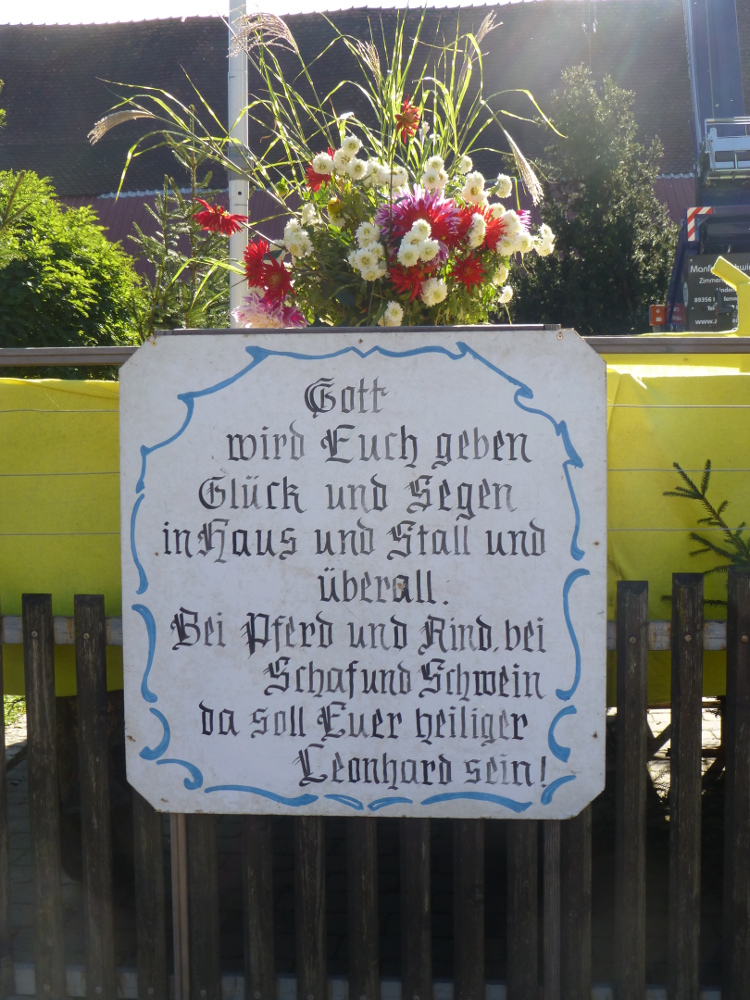 Gott
wird Euch geben
Glück und Segen
in Haus und Stall und
überall.
Bei Pferd und Rind, bei
Schaf und Schwein
da soll Euer heiliger
Leonhard sein!
89356